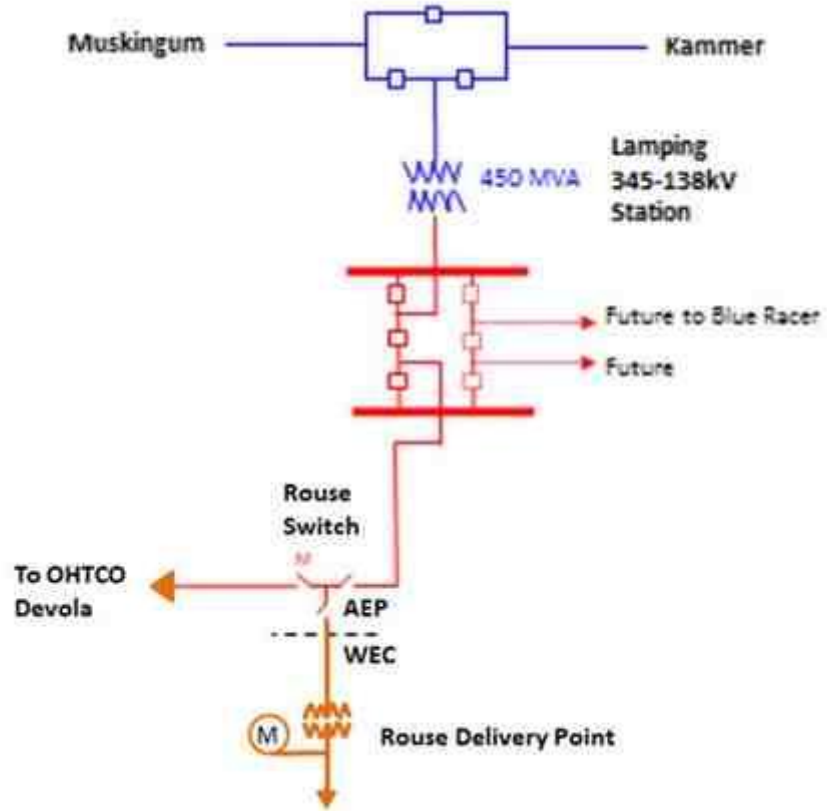 Muskingum
Kammer
450 MVA
Lamping
345-138kV
Station
Future to Blue Racer
Future
Rouse
Switch
M
To OHTCO
Devola
AEP
WEC
M
Rouse Delivery Point